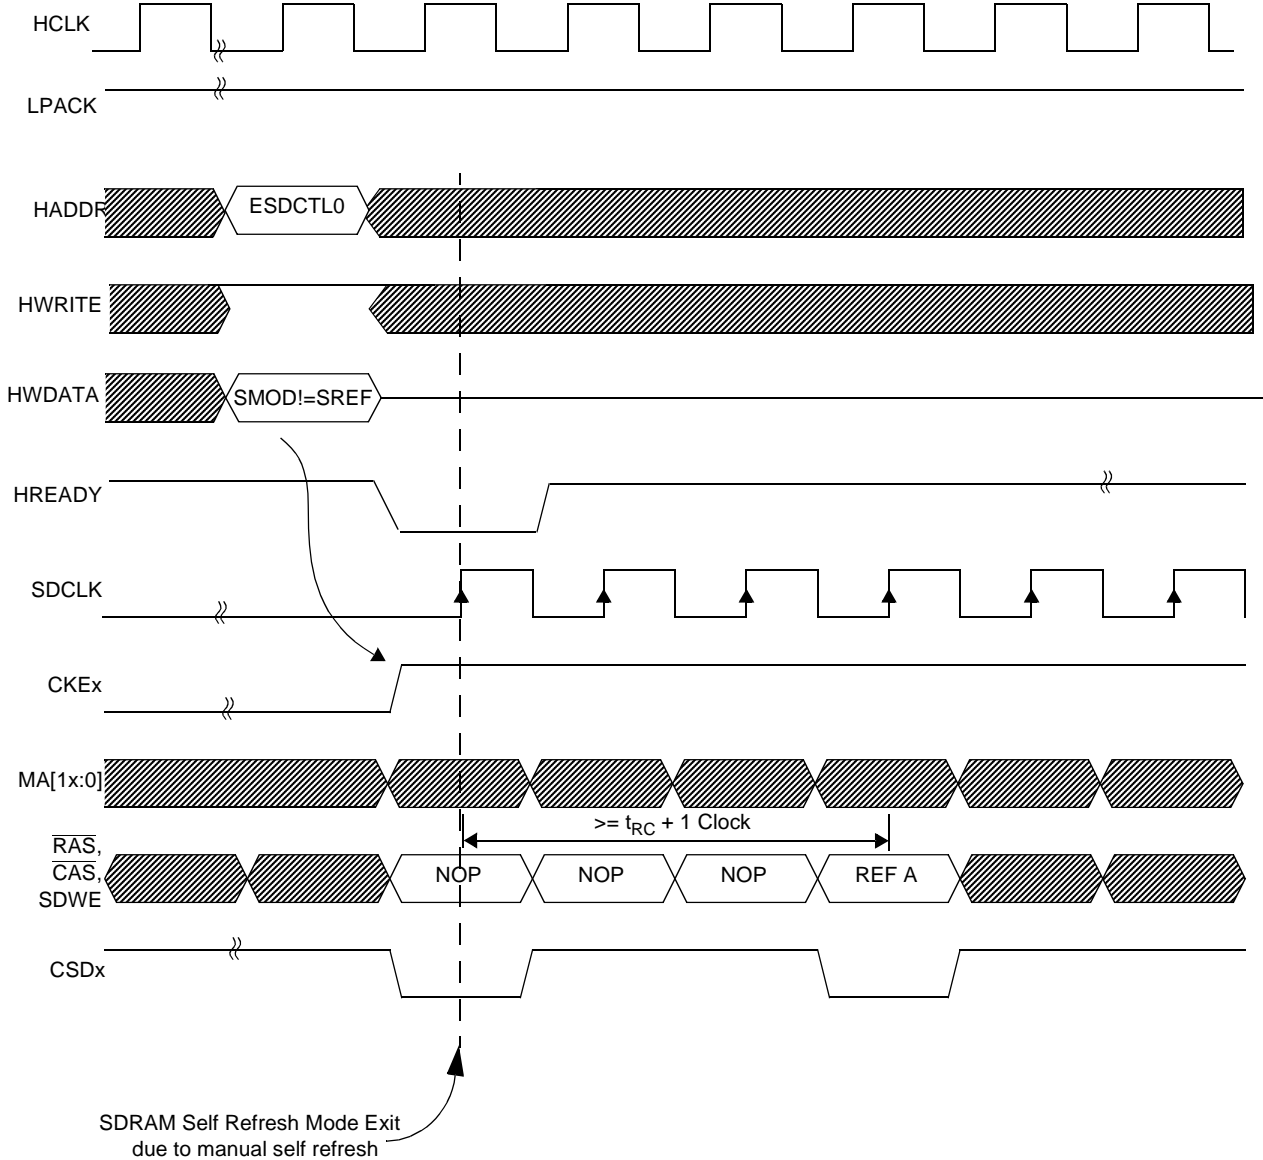 HCLK
LPACK
HADDR
ESDCTL0
HWRITE
HWDATA
SMOD!=SREF
HREADY
SDCLK
CKEx
MA[1x:0]
>= tRC + 1 Clock
RAS,
CAS,
SDWE
NOP
NOP
NOP
REF A
CSDx
SDRAM Self Refresh Mode Exit
due to manual self refresh